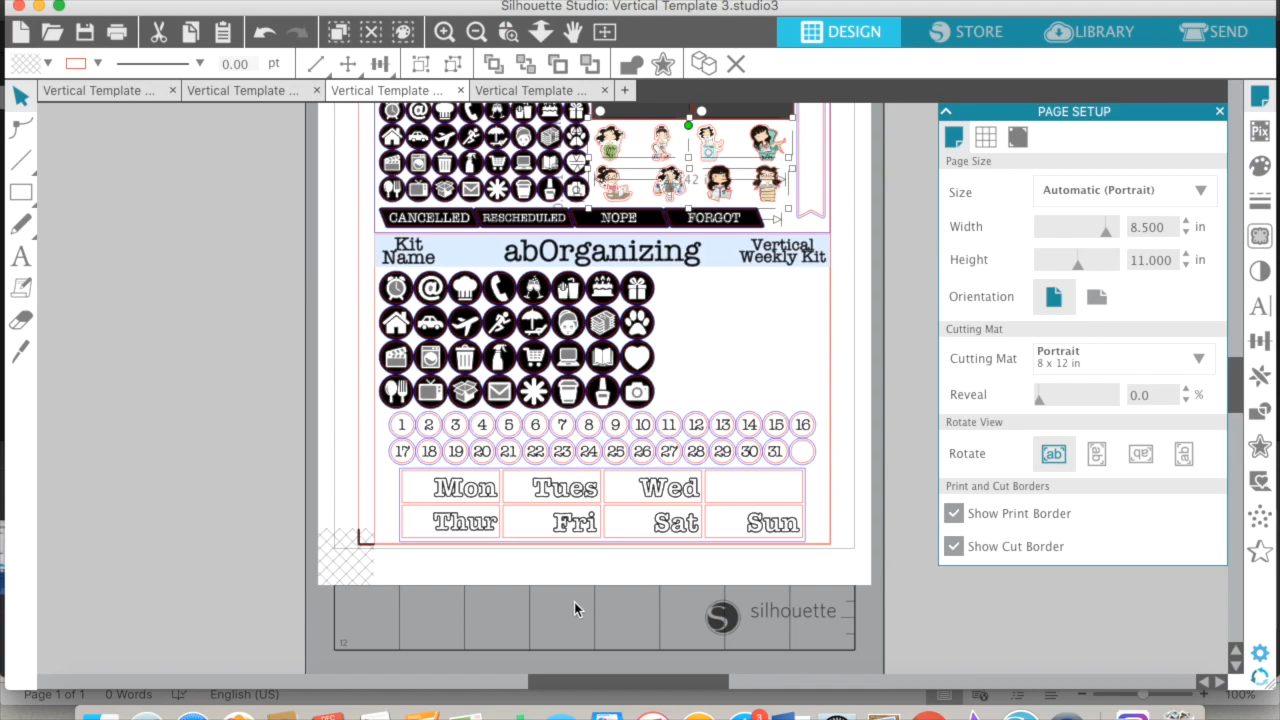 Silhouette Studio: Vertical Template 3.studio3
DESIGN
STORE
LIBRARY
SEND
0.00 pt
Vertical Template ... ×
Vertical Template ... ×
Vertical Template ... ×
Vertical Template ... ×
+
PAGE SETUP
Page Size
Size Automatic (Portrait)
Width 8.500 in
Height 11.000 in
Orientation
Cutting Mat
Cutting Mat Portrait
8 x 12 in
Reveal 0.0 %
Rotate View
Rotate
Print and Cut Borders
Show Print Border
Show Cut Border
CANCELLED RESCHEDULED NOPE FORGOT
Kit
Name
abOrganizing
Vertical
Weekly Kit
1 2 3 4 5 6 7 8 9 10 11 12 13 14 15 16
17 18 19 20 21 22 23 24 25 26 27 28 29 30 31
Mon Tues Wed
Thur Fri Sat Sun
silhouette
12
Page 1 of 1 0 Words English (US) 100%